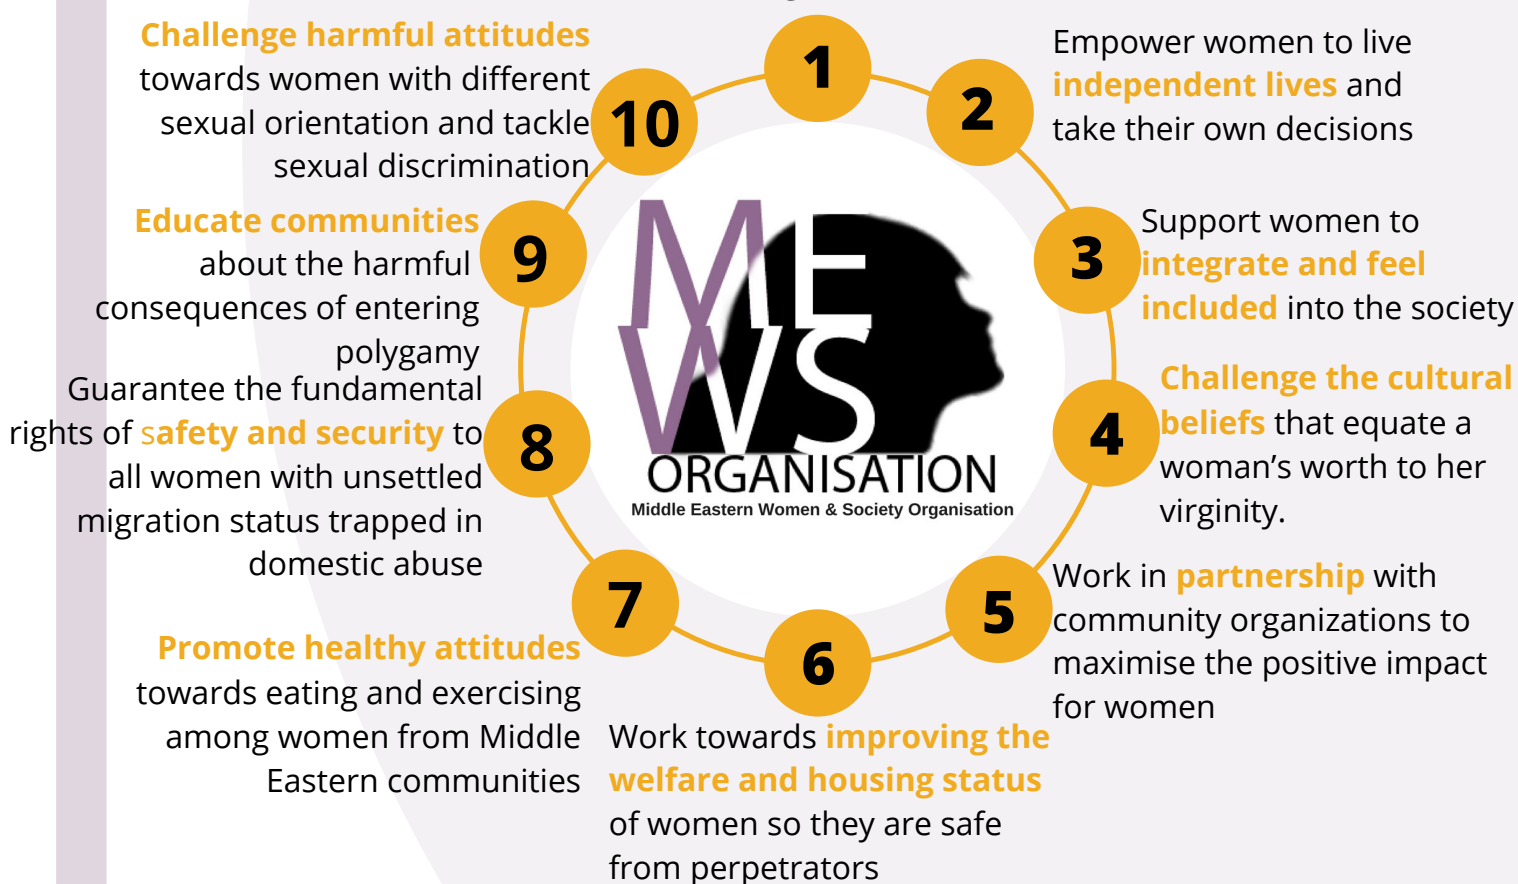 1
2
Empower women to live
independent lives and
take their own decisions
3
Support women to
integrate and feel
included into the society
4
Challenge the cultural
beliefs that equate a
woman’s worth to her
virginity.
5
Work in partnership with
community organizations to
maximise the positive impact
for women
6
Work towards improving the
welfare and housing status
of women so they are safe
from perpetrators
7
Promote healthy attitudes
towards eating and exercising
among women from Middle
Eastern communities
8
Guarantee the fundamental
rights of safety and security to
all women with unsettled
migration status trapped in
domestic abuse
9
Educate communities
about the harmful
consequences of entering
polygamy
10
Challenge harmful attitudes
towards women with different
sexual orientation and tackle
sexual discrimination
ME
WS
ORGANISATION
Middle Eastern Women & Society Organisation